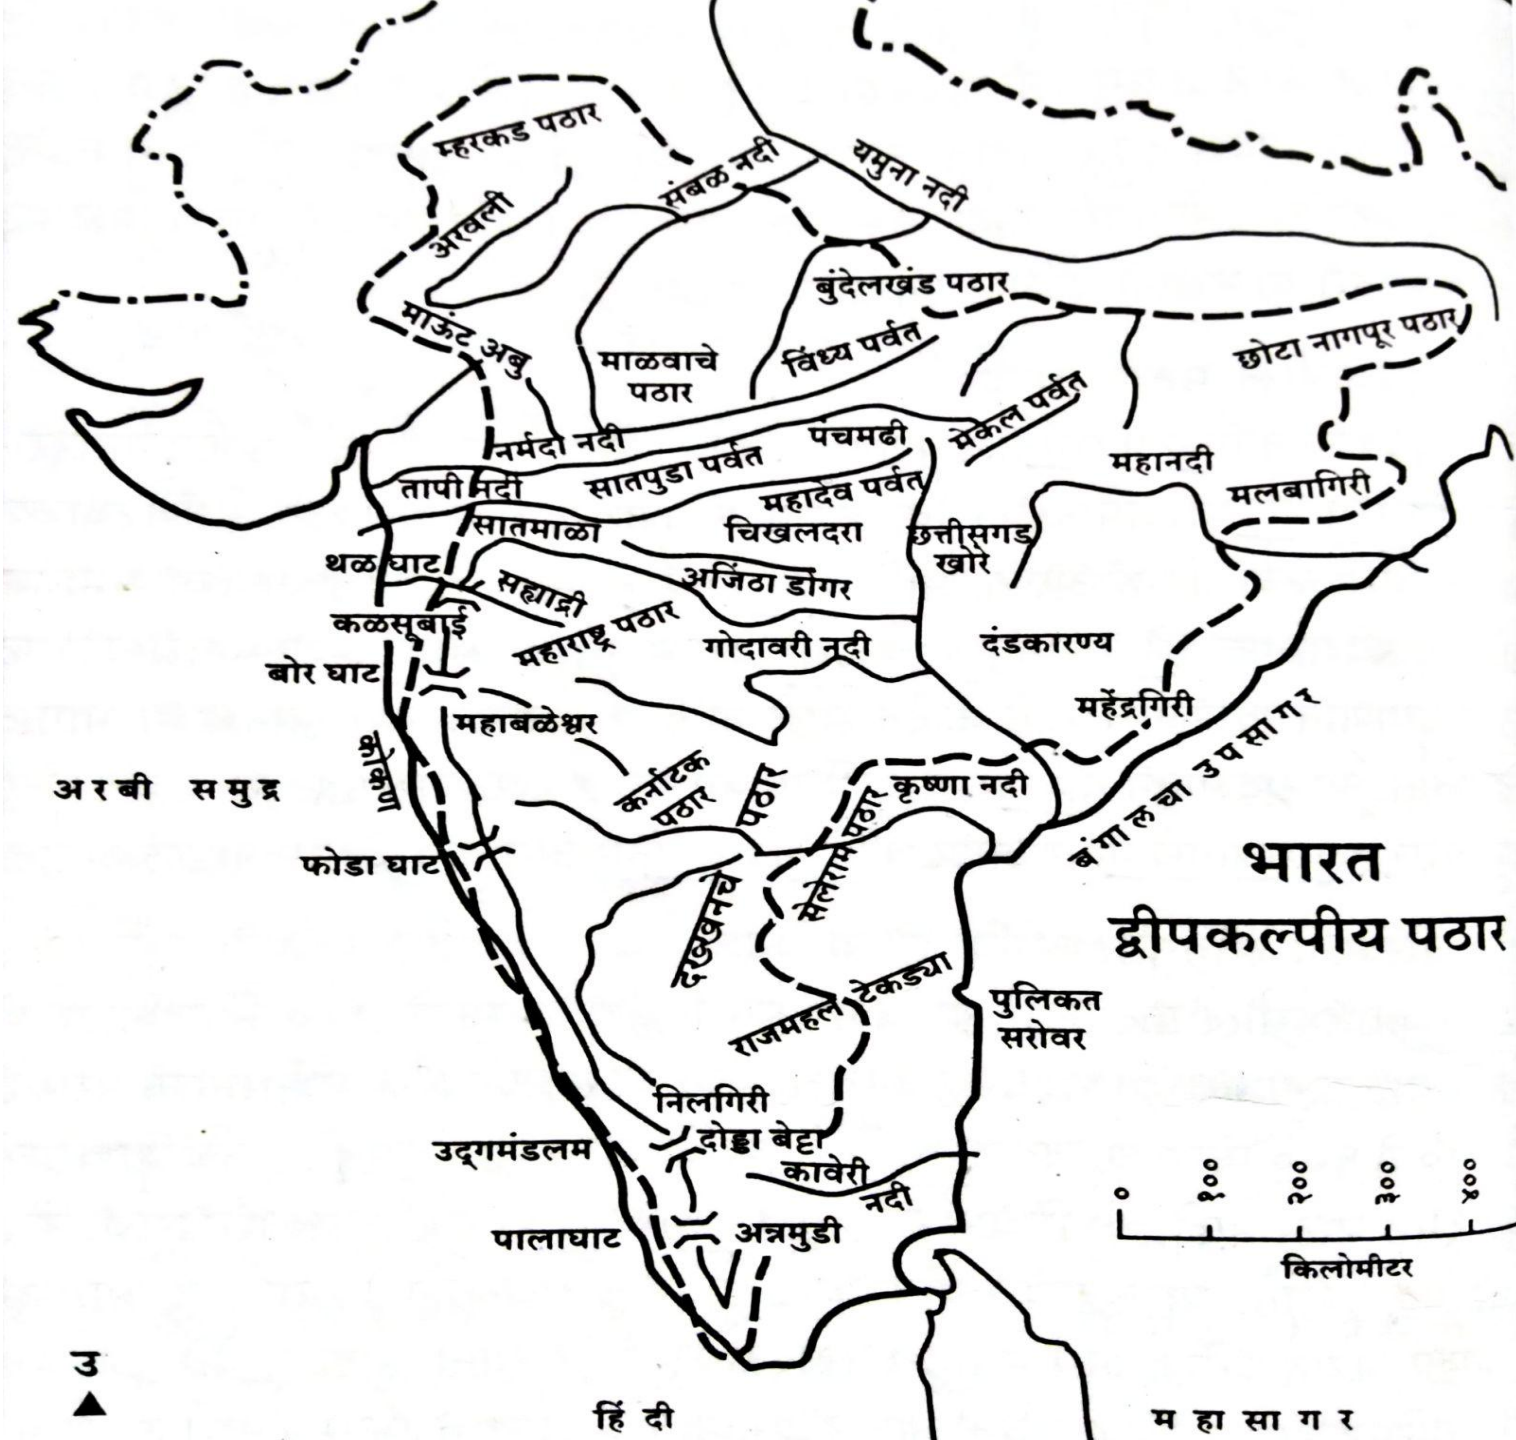 म्हरकड पठार
संबळ नदी
यमुना नदी
अरवली
बुंदेलखंड पठार
माऊंट अबु
माळवाचे
पठार
विंध्य पर्वत
छोटा नागपूर पठार
मेकल पर्वत
नर्मदा नदी
पंचमढी
सातपुडा पर्वत
महानदी
तापी नदी
महादेव पर्वत
मलबागिरी
सातमाळा
चिखलदरा
छत्तीसगड
खोरे
थळ घाट
सह्याद्री
अजिंठा डोंगर
कळसूबाई
महाराष्ट्र पठार
गोदावरी नदी
दंडकारण्य
बोर घाट
महाबळेश्वर
महेंद्रगिरी
कोकण
अरबी समुद्र
कर्नाटक
पठार
दख्खनचे पठार
कृष्णा नदी
बंगालचा उपसागर
सेलेराम पठार
फोडा घाट
भारत
द्वीपकल्पीय पठार
राजमहल टेकड्या
पुलिकत
सरोवर
निलगिरी
उद्गमंडलम
दोड्डा बेट्टा
कावेरी
नदी
पालाघाट
अन्नमुडी
० १०० २०० ३०० ४००
किलोमीटर
उ
हिंदी महासागर